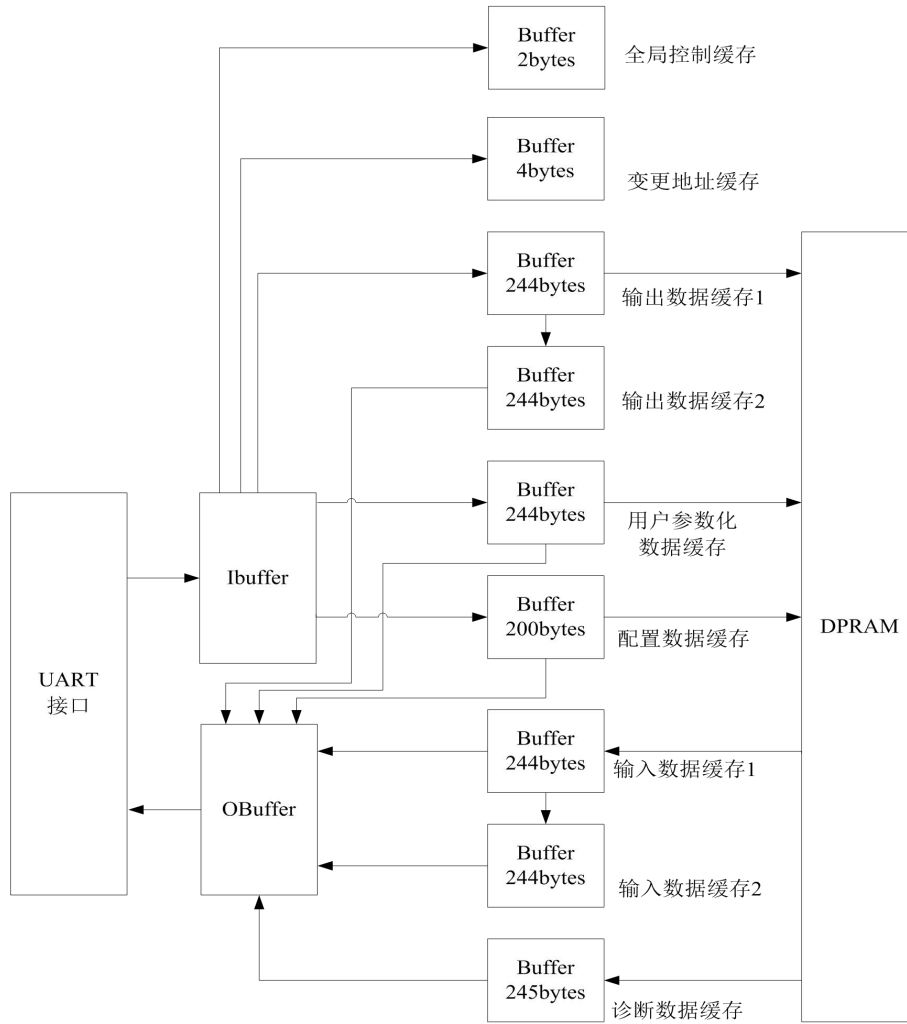 Buffer
2bytes
全局控制缓存
Buffer
4bytes
变更地址缓存
Buffer
244bytes
输出数据缓存1
Buffer
244bytes
输出数据缓存2
Buffer
244bytes
用户参数化
数据缓存
Ibuffer
Buffer
200bytes
配置数据缓存
DPRAM
UART
接口
Buffer
244bytes
输入数据缓存1
OBuffer
Buffer
244bytes
输入数据缓存2
Buffer
245bytes
诊断数据缓存